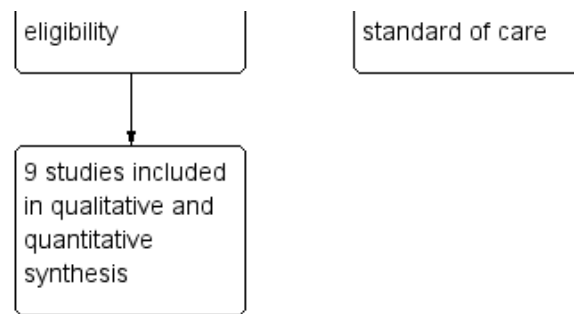 eligibility
standard of care
9 studies included
in qualitative and
quantitative
synthesis